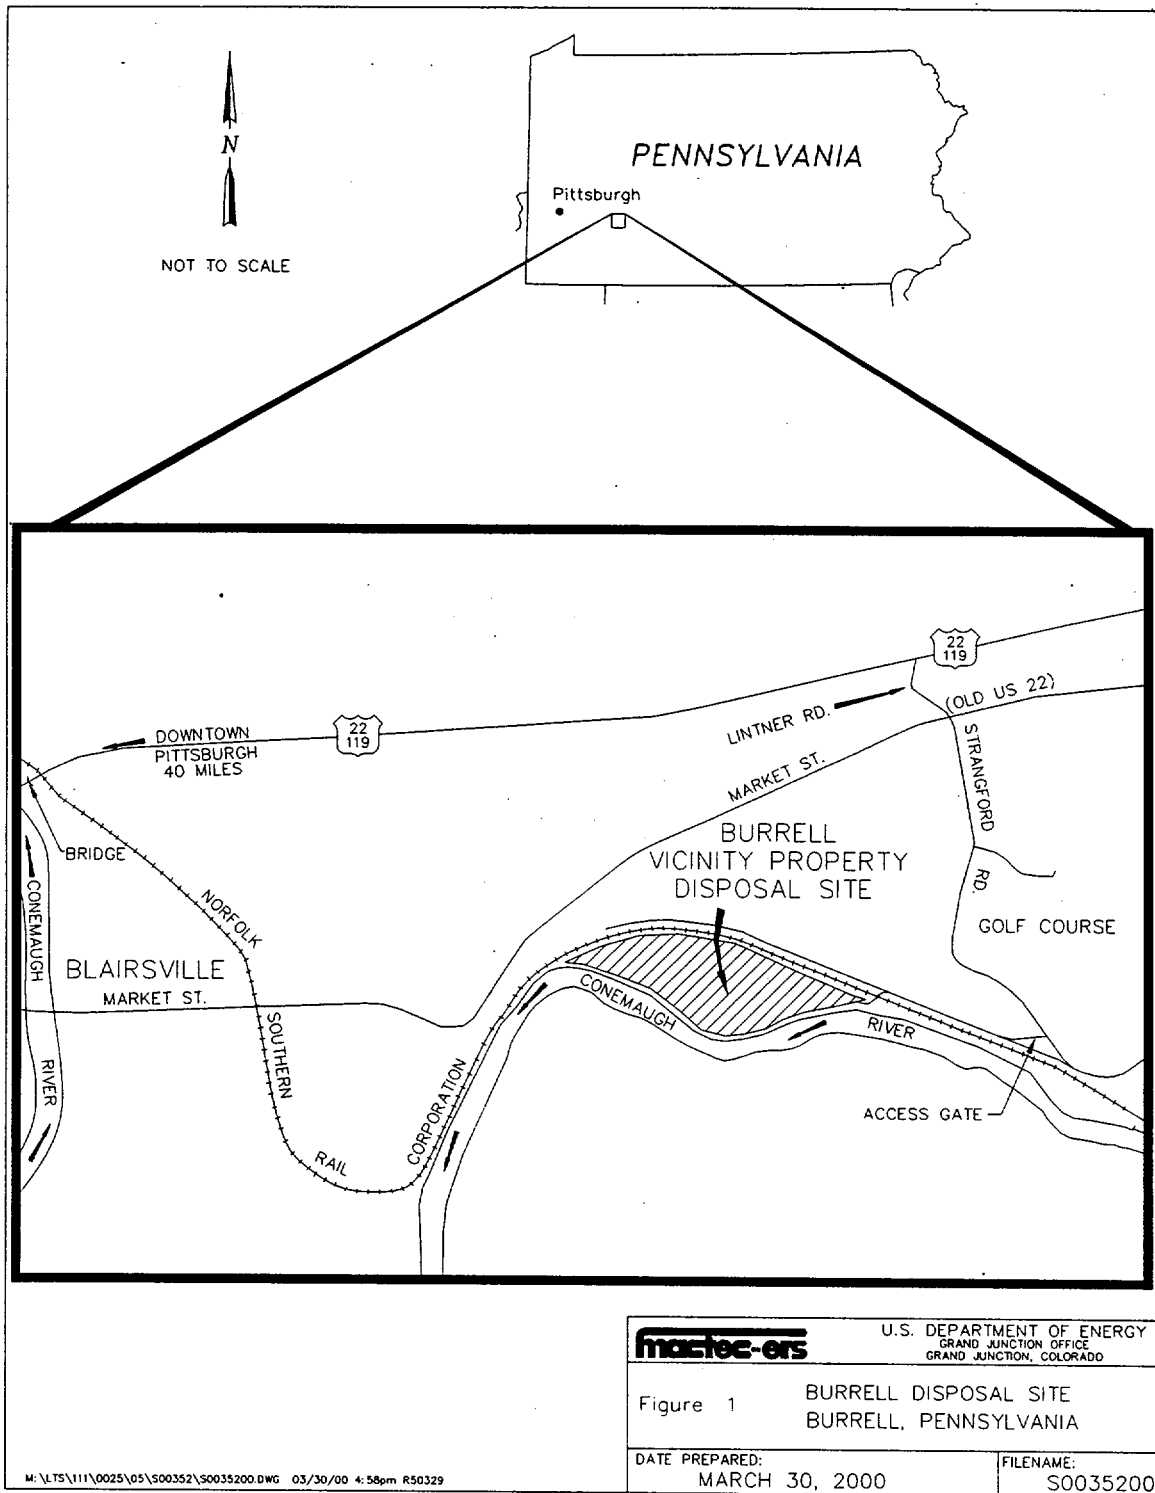 N
NOT TO SCALE
PENNSYLVANIA
Pittsburgh
22
119
(OLD US 22)
LINTNER RD.
DOWNTOWN
PITTSBURGH
40 MILES
22
119
MARKET ST.
STRANGFORD
RD.
BURRELL
VICINITY PROPERTY
DISPOSAL SITE
BRIDGE
CONEMAUGH
RIVER
NORFOLK
SOUTHERN
RAIL
CORPORATION
BLAIRSVILLE
MARKET ST.
GOLF COURSE
CONEMAUGH
RIVER
ACCESS GATE
mactec-ers
U.S. DEPARTMENT OF ENERGY
GRAND JUNCTION OFFICE
GRAND JUNCTION, COLORADO
Figure 1
BURRELL DISPOSAL SITE
BURRELL, PENNSYLVANIA
DATE PREPARED:
MARCH 30, 2000
FILENAME:
S0035200
M:\LTS\111\0025\05\S00352\S0035200.DWG 03/30/00 4:58pm R50329